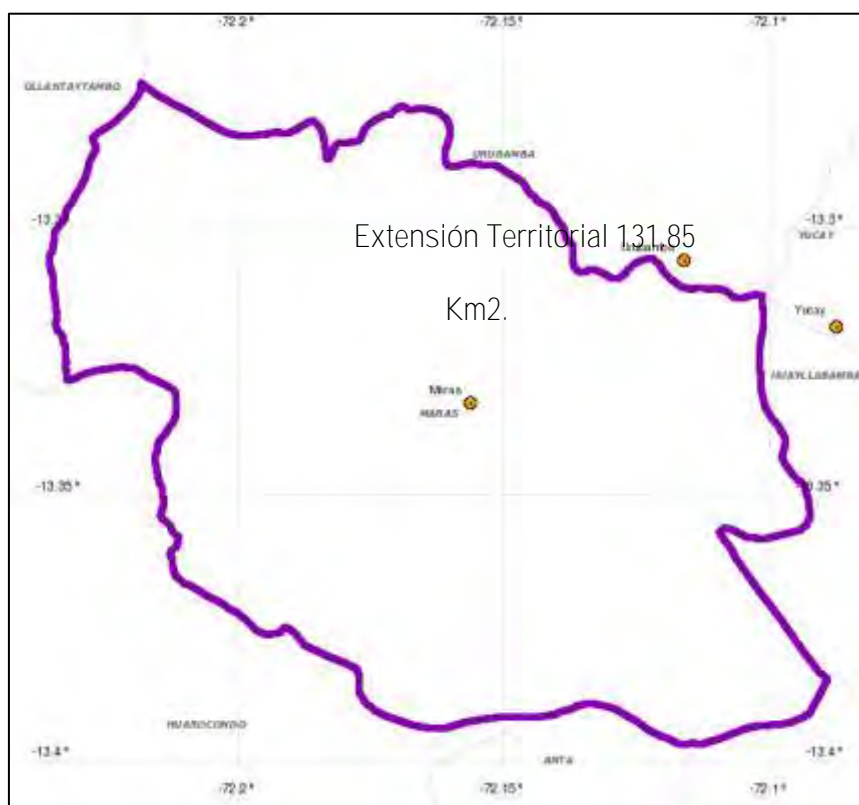 -72.2° -72.15° -72.1°
OLLANTAYTAMBO
URUBAMBA
-13.3°
Extensión Territorial 131.85
YUCAY
Km2.
Yucay
HUAYLLABAMBA
Maras
MARAS
-13.35° -13.35°
HUAROCONDO
-13.4° -13.4°
ANTA
-72.2° -72.15° -72.1°